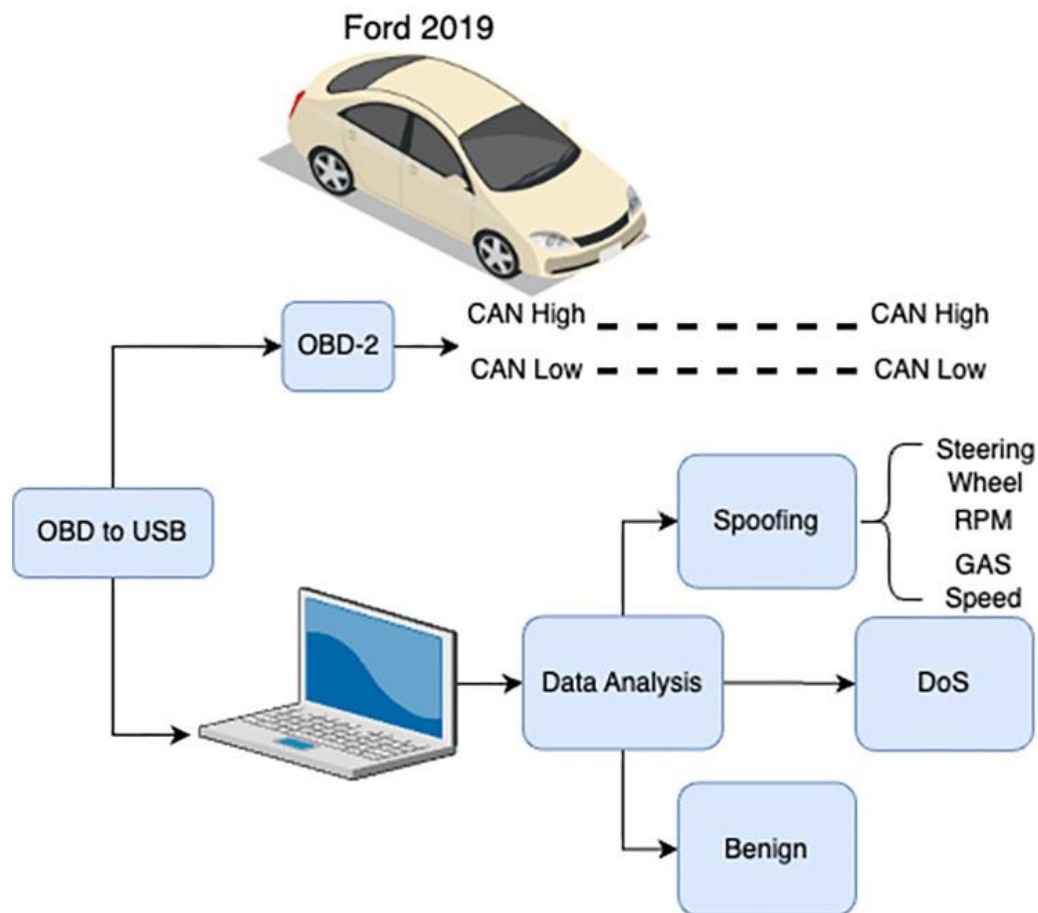 Ford 2019
CAN High
CAN High
OBD-2
CAN Low
CAN Low
Steering
Wheel
RPM
GAS
Speed
Spoofing
OBD to USB
Data Analysis
DoS
Benign